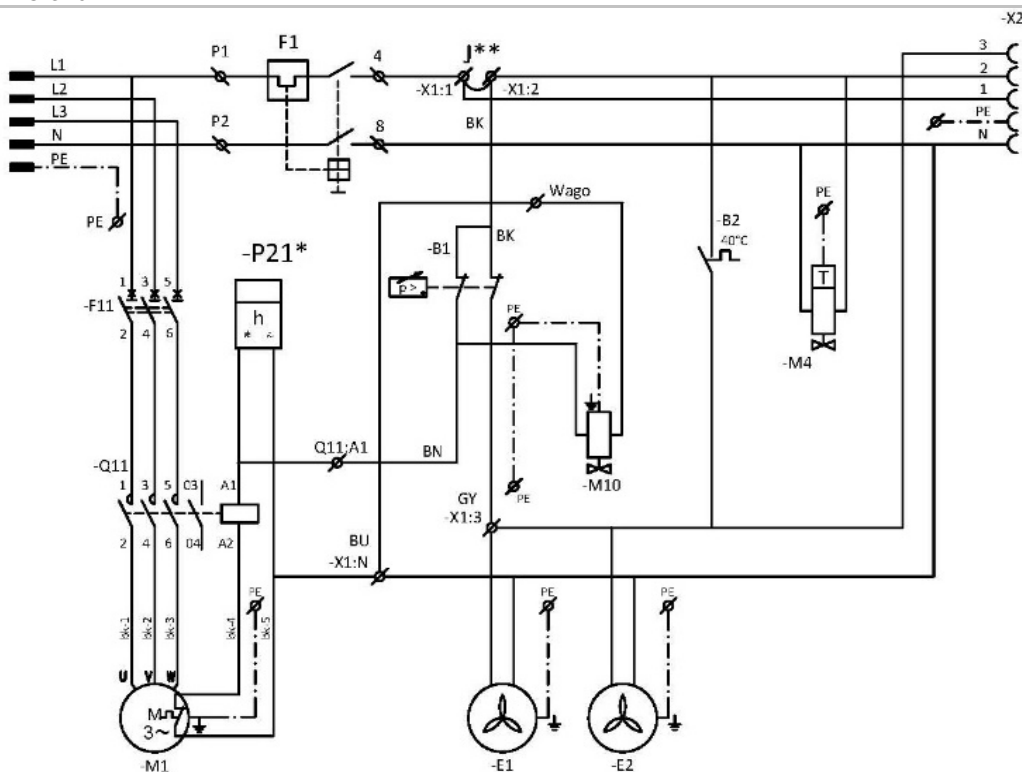 -X2
F1
P1 4 J** 3
L1 2
-X1:1 -X1:2
L2 1
L3 BK PE
N P2 8 N
PE
Wago PE
PE -B2
BK 40°C
-P21* -B1
T
1 3 5 P >
-F11 h PE
2 4 6
-M4
Q11:A1 BN
-Q11
1 3 5 03 A1 -M10
GY PE
-X1:3
2 4 6 04 A2 BU
-X1:N
PE PE PE
bk-1 bk-2 bk-3 bk-4 bk-5
U V W
M
3~
-M1 -E1 -E2